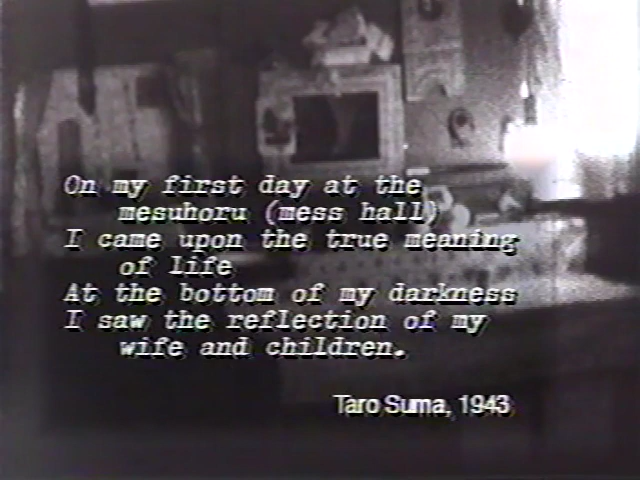 On my first day at the
mesuhoru (mess hall)
I came upon the true meaning
of life
At the bottom of my darkness
I saw the reflection of my
wife and children.
Taro Suma, 1943